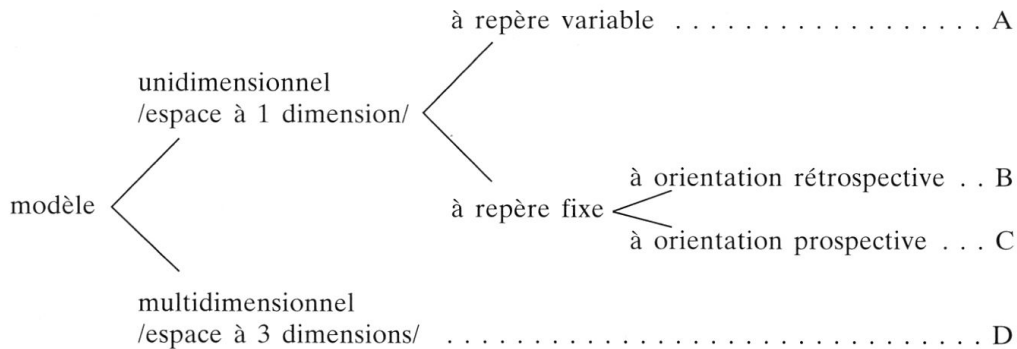 à repère variable . . . . . . . . . . . . . . . . . . A
unidimensionnel
/espace à 1 dimension/
à orientation rétrospective . . B
modèle
à repère fixe
à orientation prospective . . . C
multidimensionnel
/espace à 3 dimensions/ . . . . . . . . . . . . . . . . . . . . . . . . . . . . . . . D